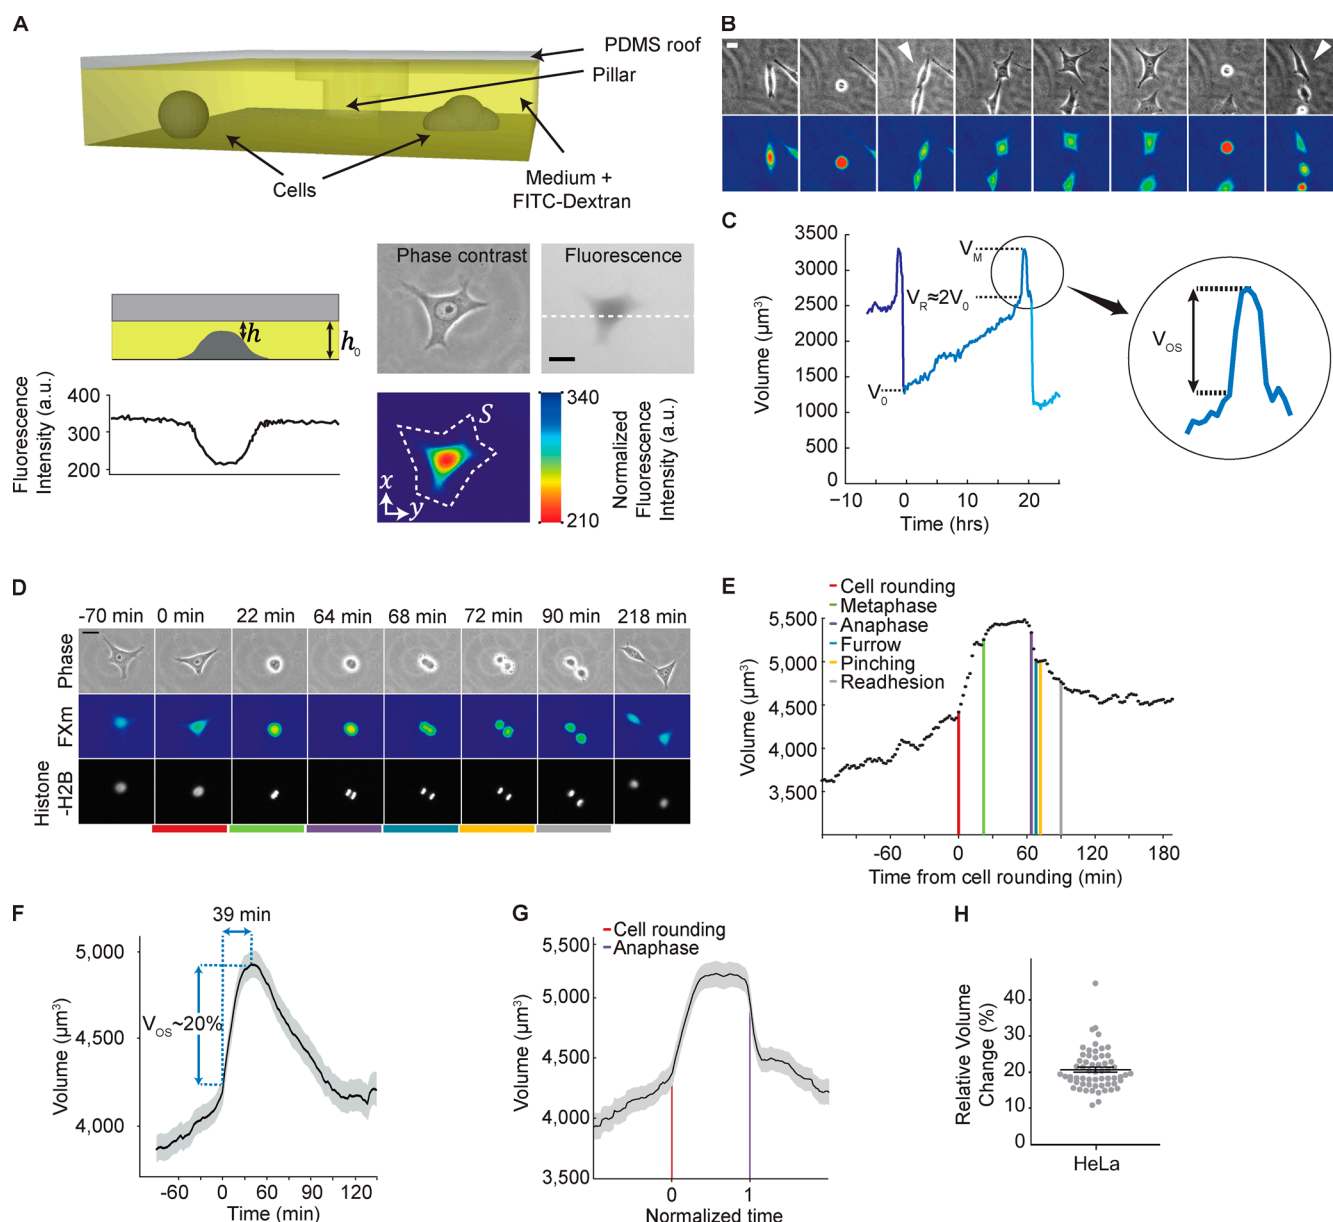 A
PDMS roof
Pillar
Cells
Medium +
FITC-Dextran
h
h0
Fluorescence
Intensity (a.u.)
400
300
200
Phase contrast
Fluorescence
S
x
y
340
210
Normalized
Fluorescence
Intensity (a.u.)
B
C
Volume (µm³)
3500
3000
2500
2000
1500
1000
500
0
−10
0
10
20
Time (hrs)
VM
VR≈2V0
V0
VOS
D
-70 min
0 min
22 min
64 min
68 min
72 min
90 min
218 min
Phase
FXm
Histone
-H2B
E
Cell rounding
Metaphase
Anaphase
Furrow
Pinching
Readhesion
Volume (µm³)
5,500
5,000
4,500
4,000
3,500
-60
0
60
120
180
Time from cell rounding (min)
F
39 min
VOS~20%
Volume (µm³)
5,000
4,500
4,000
-60
0
60
120
Time (min)
G
Cell rounding
Anaphase
Volume (µm³)
5,500
5,000
4,500
4,000
3,500
0
1
Normalized time
H
Relative Volume
Change (%)
40
30
20
10
0
HeLa